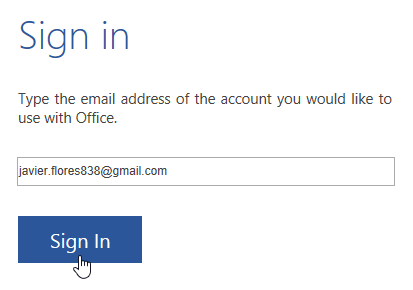 Sign in
Type the email address of the account you would like to
use with Office.
javier.flores838@gmail.com
Sign In